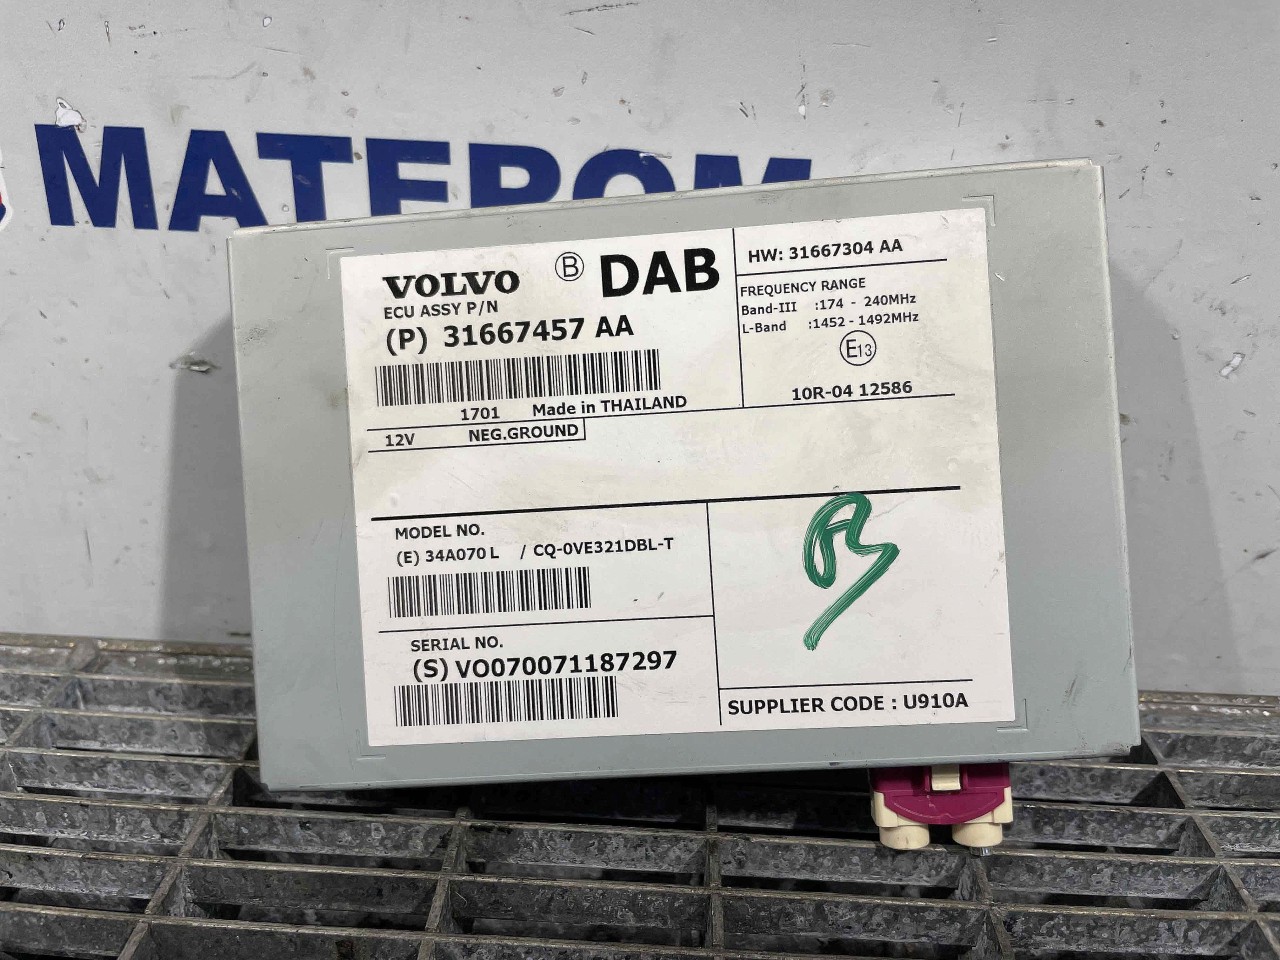 MATEROM
VOLVO B DAB
ECU ASSY P/N
(P) 31667457 AA
1701 Made in THAILAND
12V NEG.GROUND
HW: 31667304 AA
FREQUENCY RANGE
Band-III :174 - 240MHz
L-Band :1452 - 1492MHz
E13
10R-04 12586
MODEL NO.
(E) 34A070 L / CQ-0VE321DBL-T
SERIAL NO.
(S) VO070071187297
SUPPLIER CODE : U910A